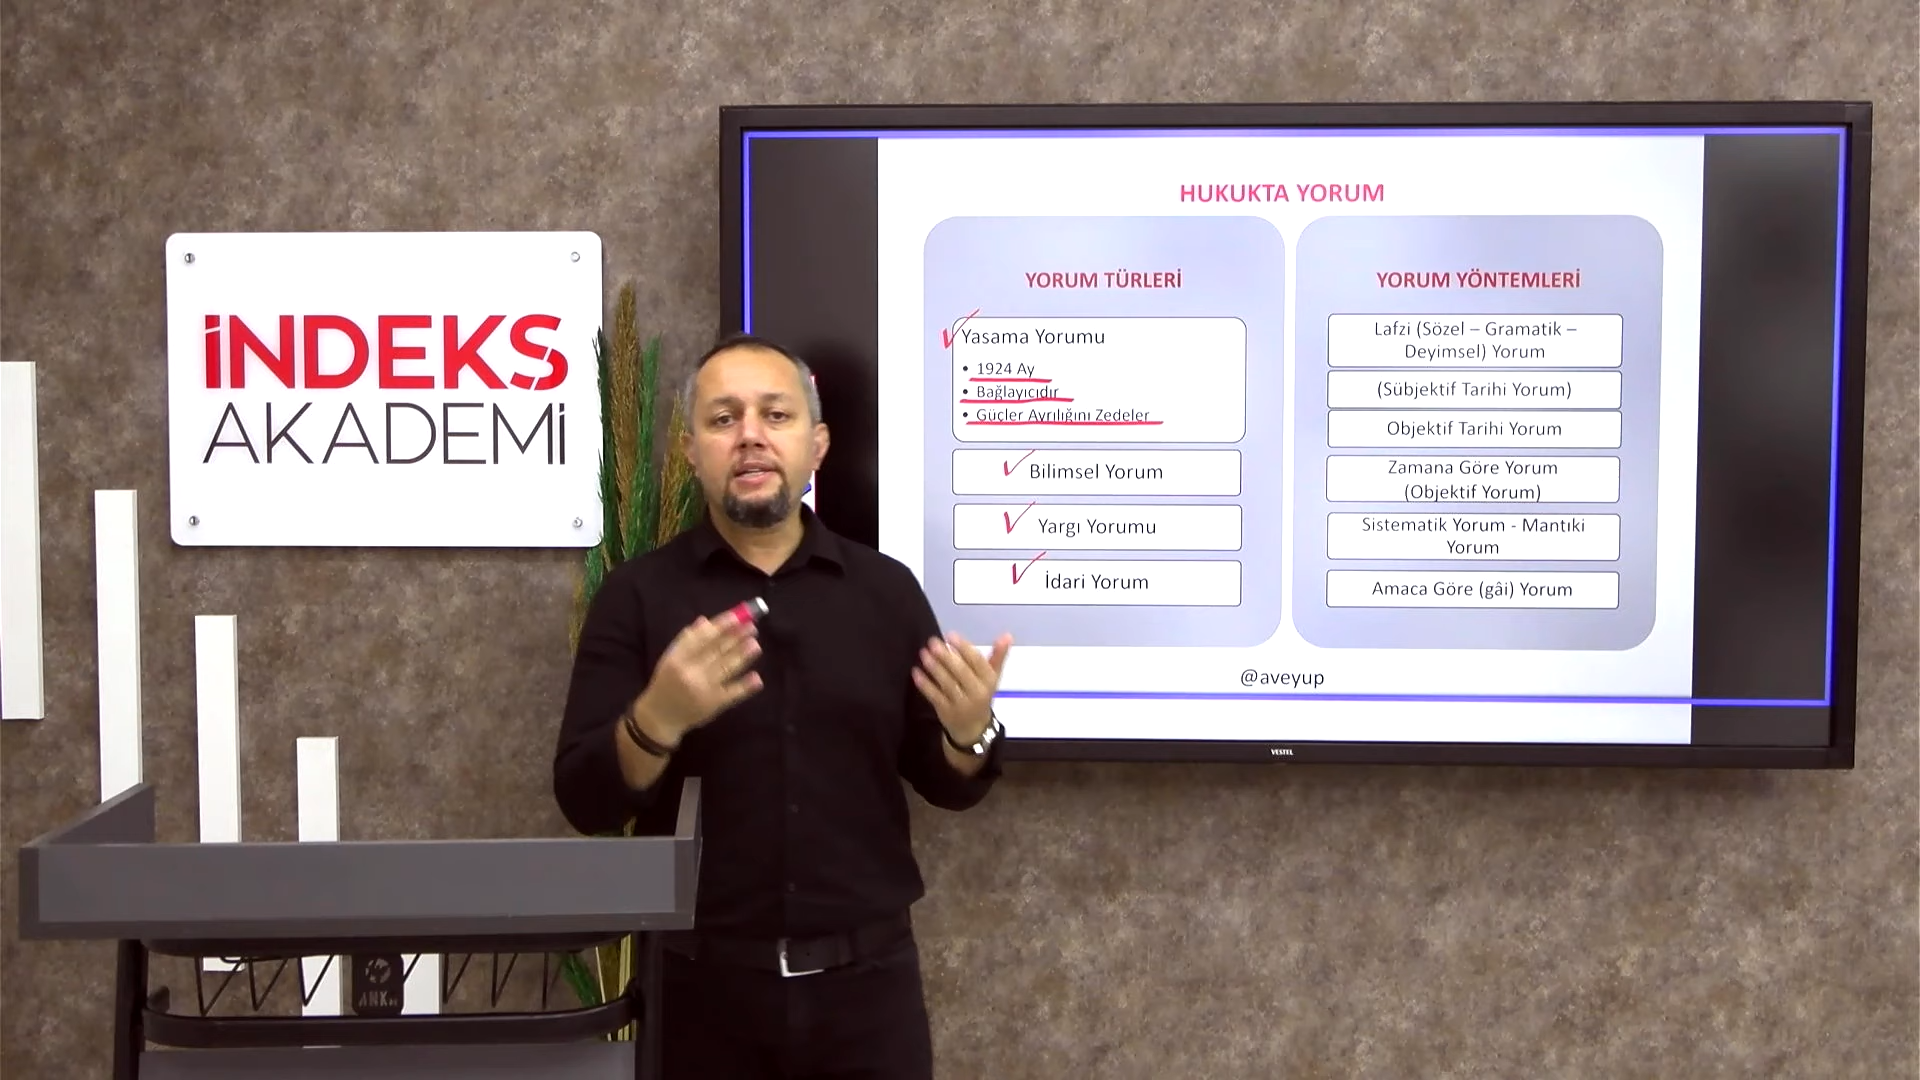 İNDEKS
AKADEMİ
HUKUKTA YORUM
YORUM TÜRLERİ
Yasama Yorumu
• 1924 Ay
• Bağlayıcıdır
• Güçler Ayrılığını Zedeler
Bilimsel Yorum
Yargı Yorumu
İdari Yorum
YORUM YÖNTEMLERİ
Lafzi (Sözel – Gramatik –
Deyimsel) Yorum
(Sübjektif Tarihi Yorum)
Objektif Tarihi Yorum
Zamana Göre Yorum
(Objektif Yorum)
Sistematik Yorum - Mantıki
Yorum
Amaca Göre (gâi) Yorum
@aveyup
VESTEL